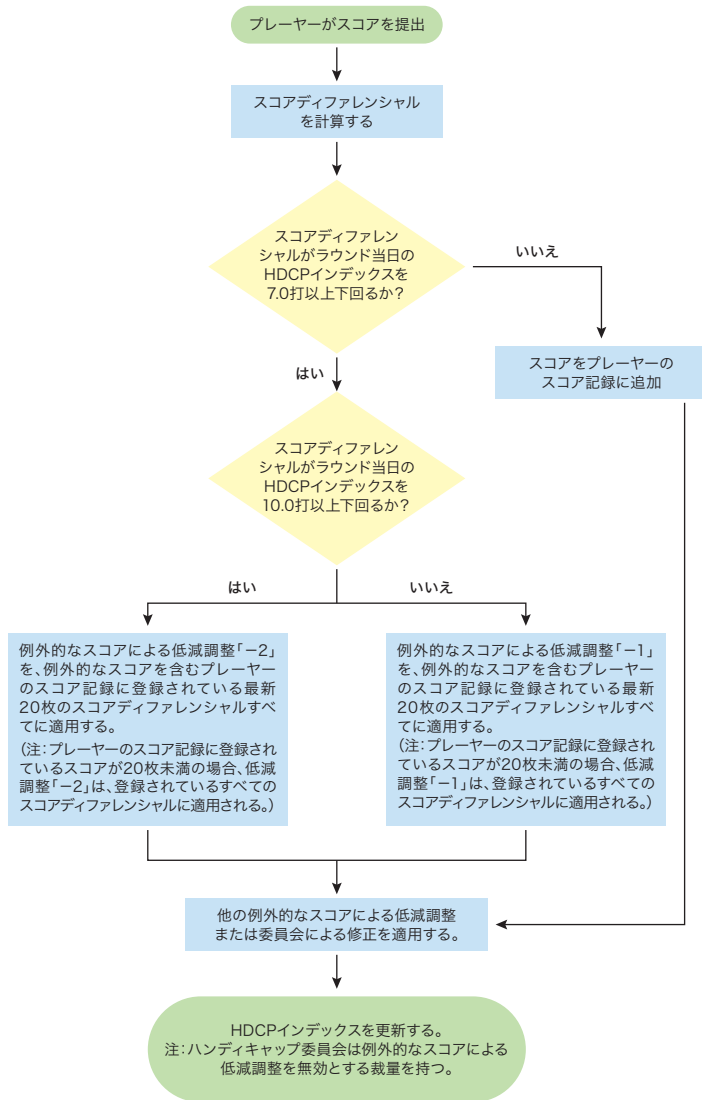 プレーヤーがスコアを提出
スコアディファレンシャル
を計算する
スコアディファレン
シャルがラウンド当日の
HDCPインデックスを
7.0打以上下回るか?
いいえ
はい
スコアをプレーヤーの
スコア記録に追加
スコアディファレン
シャルがラウンド当日の
HDCPインデックスを
10.0打以上下回るか?
はい
いいえ
例外的なスコアによる低減調整「−2」
を、例外的なスコアを含むプレーヤー
のスコア記録に登録されている最新
20枚のスコアディファレンシャルすべ
てに適用する。
(注:プレーヤーのスコア記録に登録され
ているスコアが20枚未満の場合、低減
調整「−2」は、登録されているすべての
スコアディファレンシャルに適用される。)
例外的なスコアによる低減調整「−1」
を、例外的なスコアを含むプレーヤー
のスコア記録に登録されている最新
20枚のスコアディファレンシャルすべ
てに適用する。
(注:プレーヤーのスコア記録に登録され
ているスコアが20枚未満の場合、低減
調整「−1」は、登録されているすべての
スコアディファレンシャルに適用される。)
他の例外的なスコアによる低減調整
または委員会による修正を適用する。
HDCPインデックスを更新する。
注:ハンディキャップ委員会は例外的なスコアによる
低減調整を無効とする裁量を持つ。